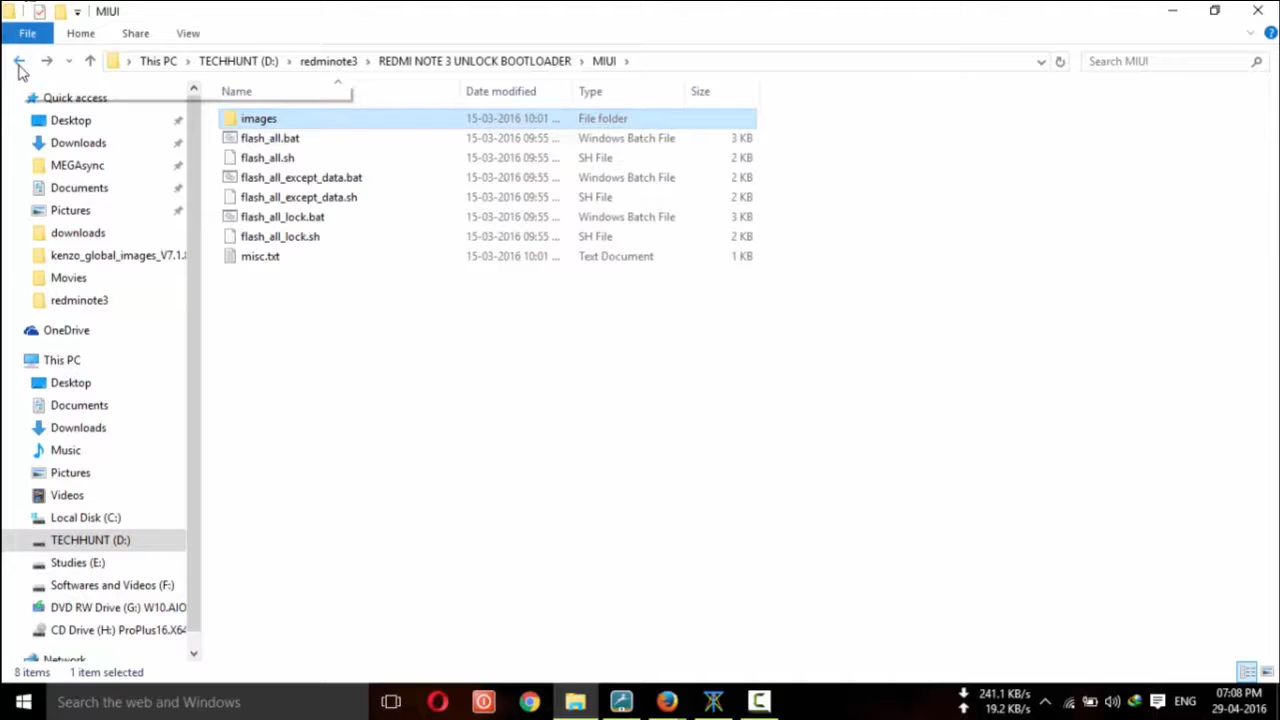 MIUI
File Home Share View
This PC TECHHUNT (D:) redminote3 REDMI NOTE 3 UNLOCK BOOTLOADER MIUI
Search MIUI
Name Date modified Type Size
images 15-03-2016 10:01 ... File folder
flash_all.bat 15-03-2016 09:55 ... Windows Batch File 3 KB
flash_all.sh 15-03-2016 09:55 ... SH File 2 KB
flash_all_except_data.bat 15-03-2016 09:55 ... Windows Batch File 2 KB
flash_all_except_data.sh 15-03-2016 09:55 ... SH File 2 KB
flash_all_lock.bat 15-03-2016 09:55 ... Windows Batch File 3 KB
flash_all_lock.sh 15-03-2016 09:55 ... SH File 2 KB
misc.txt 15-03-2016 10:01 ... Text Document 1 KB
Quick access
Desktop
Downloads
MEGAsync
Documents
Pictures
downloads
kenzo_global_images_V7.1.8
Movies
redminote3
OneDrive
This PC
Desktop
Documents
Downloads
Music
Pictures
Videos
Local Disk (C:)
TECHHUNT (D:)
Studies (E:)
Softwares and Videos (F:)
DVD RW Drive (G:) W10.AIO
CD Drive (H:) ProPlus16.X64
Network
8 items 1 item selected
Search the web and Windows
241.1 KB/s
19.2 KB/s
ENG
07:08 PM
29-04-2016